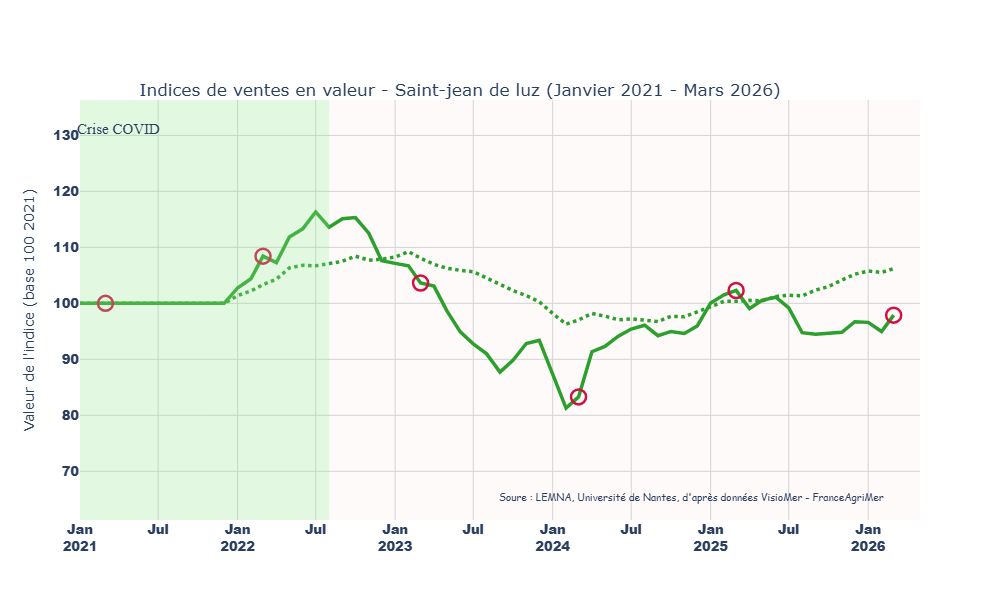 Indices de ventes en valeur - Saint-jean de luz (Janvier 2021 - Mars 2026)
Crise COVID
Valeur de l'indice (base 100 2021)
130
120
110
100
90
80
70
Soure : LEMNA, Université de Nantes, d'après données VisioMer - FranceAgriMer
Jan Jul Jan Jul Jan Jul Jan Jul Jan Jul Jan
2021 2022 2023 2024 2025 2026